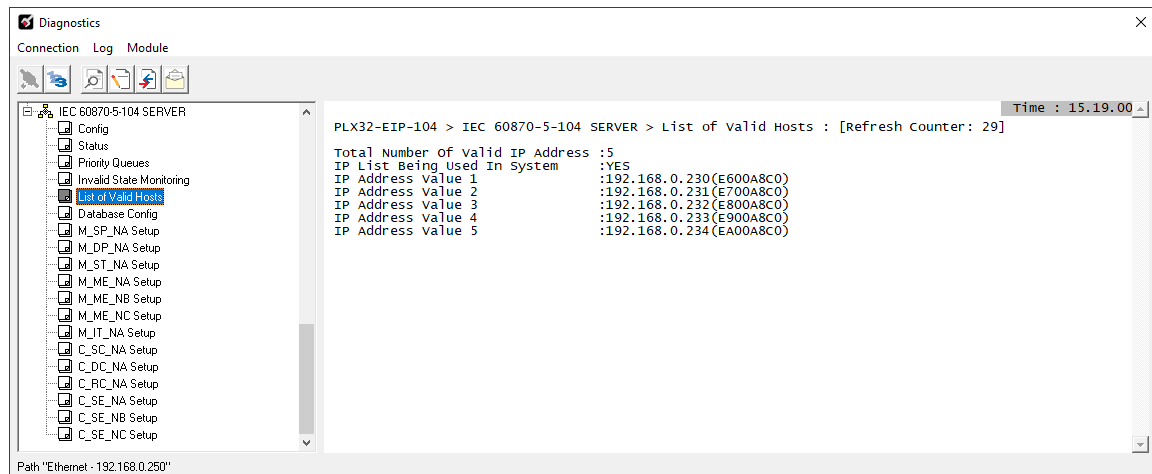 Diagnostics
Connection Log Module
IEC 60870-5-104 SERVER
Config
Status
Priority Queues
Invalid State Monitoring
List of Valid Hosts
Database Config
M_SP_NA Setup
M_DP_NA Setup
M_ST_NA Setup
M_ME_NA Setup
M_ME_NB Setup
M_ME_NC Setup
M_IT_NA Setup
C_SC_NA Setup
C_DC_NA Setup
C_RC_NA Setup
C_SE_NA Setup
C_SE_NB Setup
C_SE_NC Setup
Time : 15.19.00
PLX32-EIP-104 > IEC 60870-5-104 SERVER > List of Valid Hosts : [Refresh Counter: 29]
Total Number Of Valid IP Address :5
IP List Being Used In System :YES
IP Address Value 1 :192.168.0.230(E600A8C0)
IP Address Value 2 :192.168.0.231(E700A8C0)
IP Address Value 3 :192.168.0.232(E800A8C0)
IP Address Value 4 :192.168.0.233(E900A8C0)
IP Address Value 5 :192.168.0.234(EA00A8C0)
Path "Ethernet - 192.168.0.250"